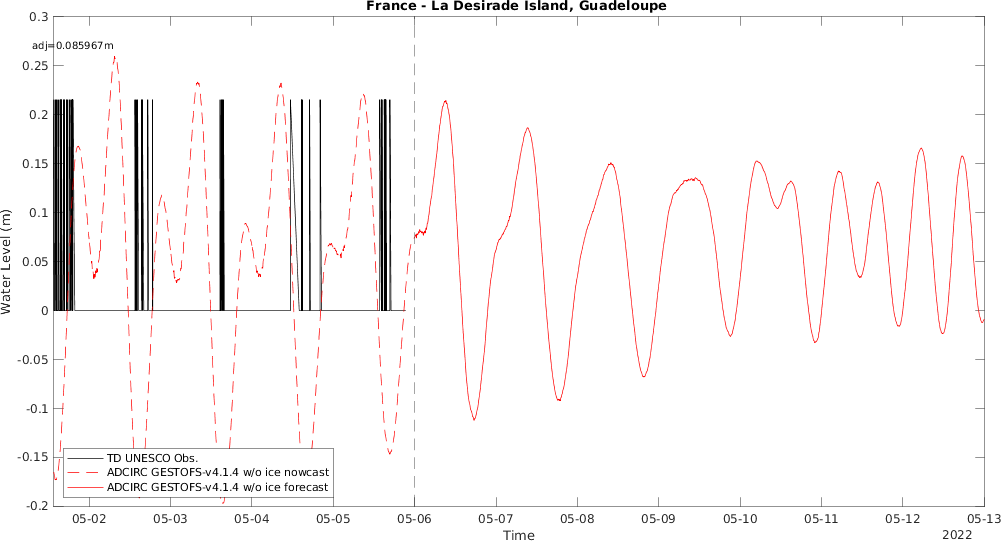 France - La Desirade Island, Guadeloupe
adj=0.085967m
0.3
0.25
0.2
0.15
0.1
0.05
0
-0.05
-0.1
-0.15
-0.2
Water Level (m)
TD UNESCO Obs.
ADCIRC GESTOFS-v4.1.4 w/o ice nowcast
ADCIRC GESTOFS-v4.1.4 w/o ice forecast
05-02 05-03 05-04 05-05 05-06 05-07 05-08 05-09 05-10 05-11 05-12 05-13
Time
2022